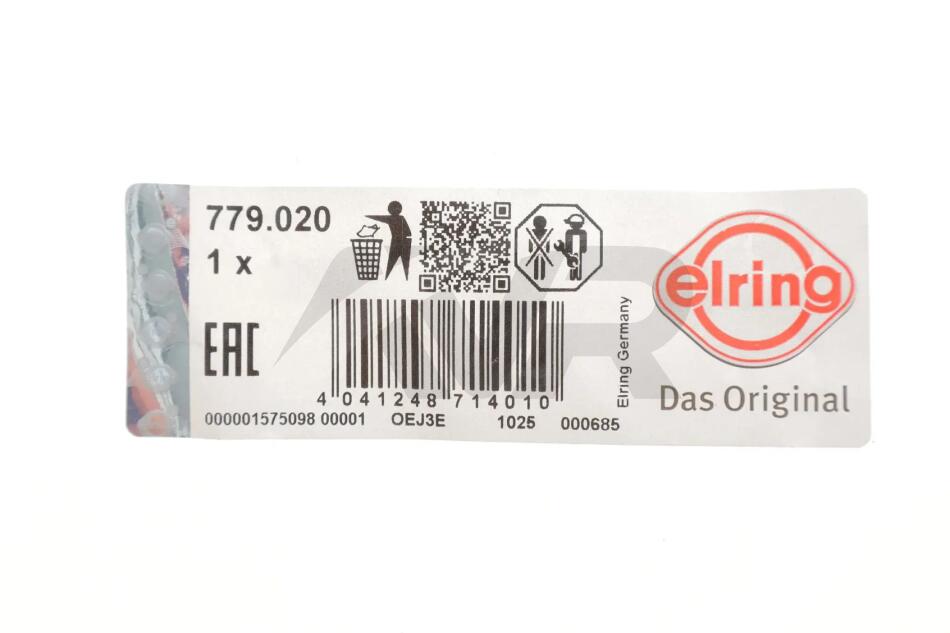 779.020
1 x
EAC
4 041248 714010
000001575098 00001 OEJ3E 1025 000685
Elring Germany
elring
Das Original